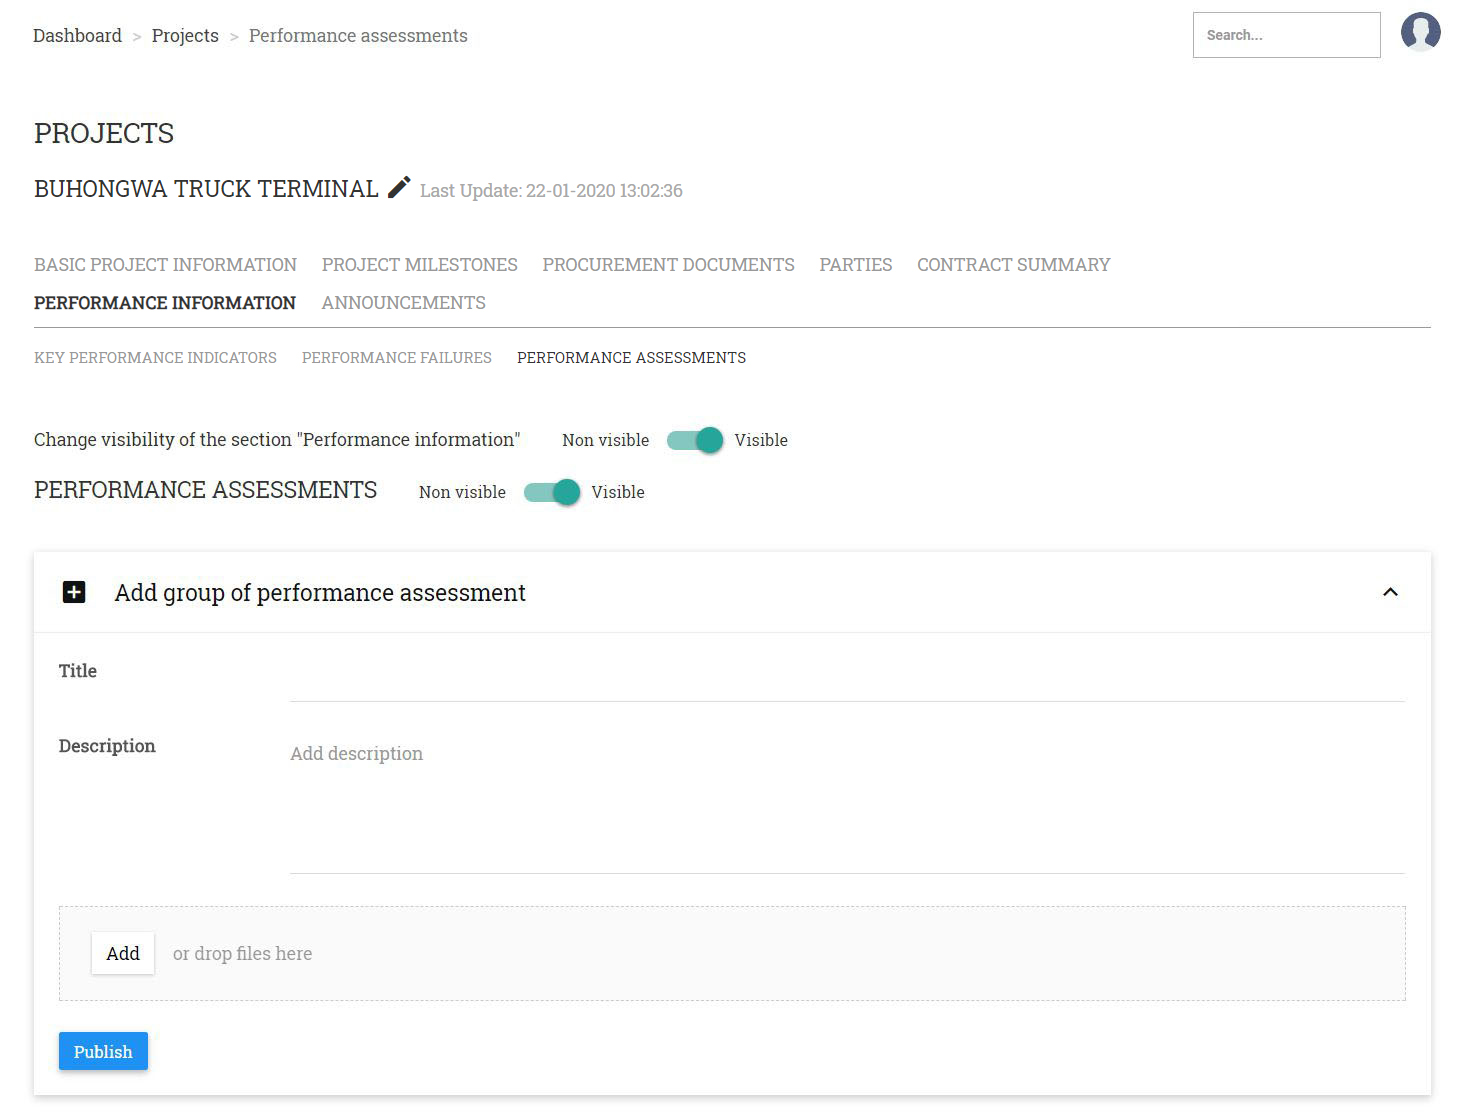 Dashboard > Projects > Performance assessments
Search...
PROJECTS
BUHONGWA TRUCK TERMINAL Last Update: 22-01-2020 13:02:36
BASIC PROJECT INFORMATION PROJECT MILESTONES PROCUREMENT DOCUMENTS PARTIES CONTRACT SUMMARY
PERFORMANCE INFORMATION ANNOUNCEMENTS
KEY PERFORMANCE INDICATORS PERFORMANCE FAILURES PERFORMANCE ASSESSMENTS
Change visibility of the section "Performance information" Non visible Visible
PERFORMANCE ASSESSMENTS Non visible Visible
Add group of performance assessment
Title
Description
Add description
Add or drop files here
Publish